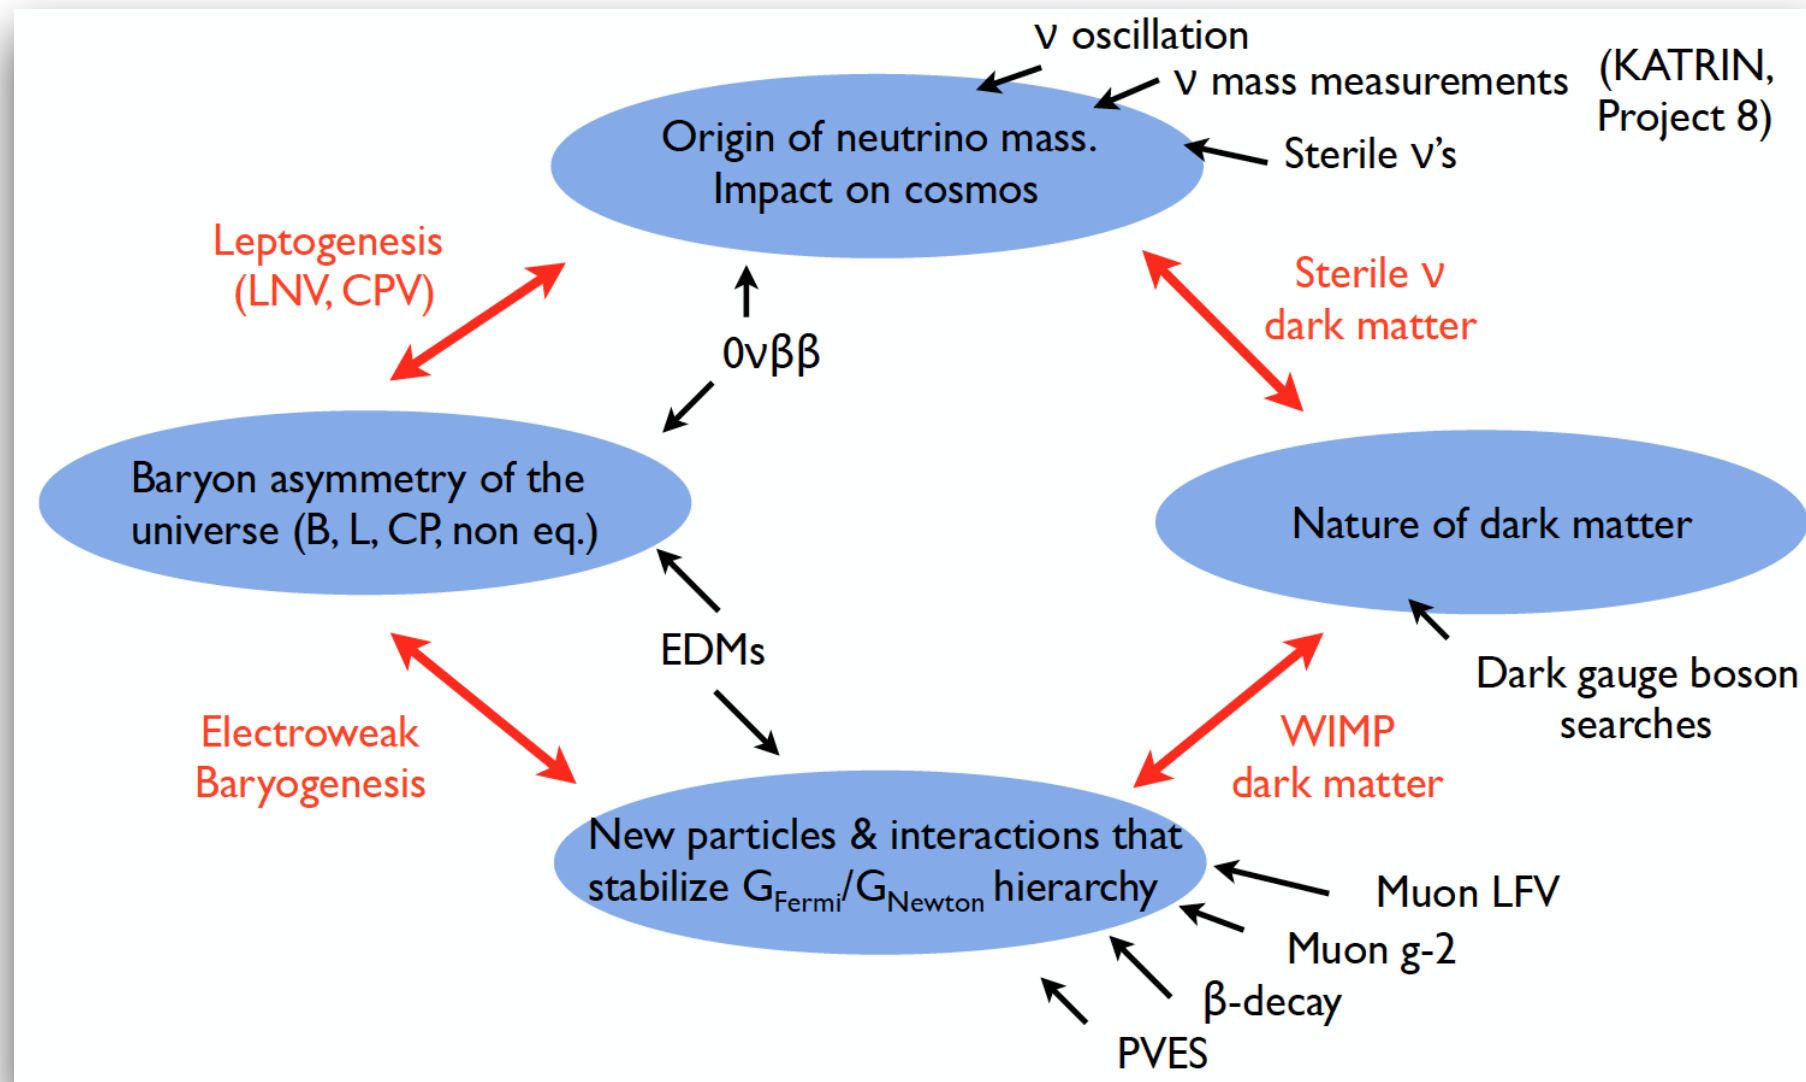 ν oscillation
ν mass measurements
(KATRIN,
Project 8)
Sterile ν's
Origin of neutrino mass.
Impact on cosmos
Leptogenesis
(LNV, CPV)
Sterile ν
dark matter
0νββ
Baryon asymmetry of the
universe (B, L, CP, non eq.)
Nature of dark matter
EDMs
Dark gauge boson
searches
Electroweak
Baryogenesis
WIMP
dark matter
New particles & interactions that
stabilize G_Fermi/G_Newton hierarchy
Muon LFV
Muon g-2
β-decay
PVES